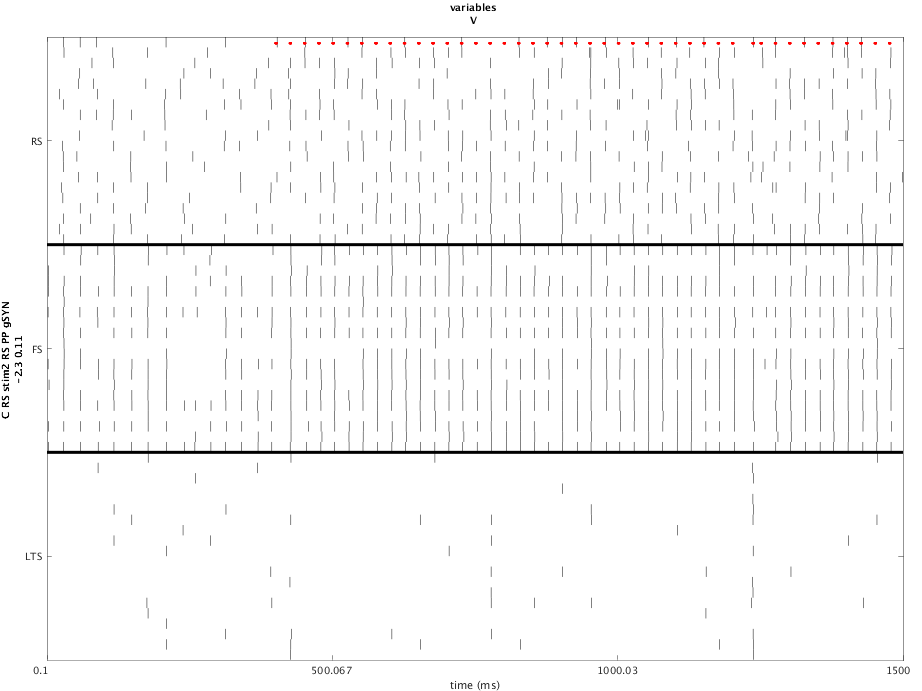 variables
V
RS
FS
LTS
C RS stim2 RS PP gSYN
-2.3 0.11
0.1
500.067
1000.03
1500
time (ms)